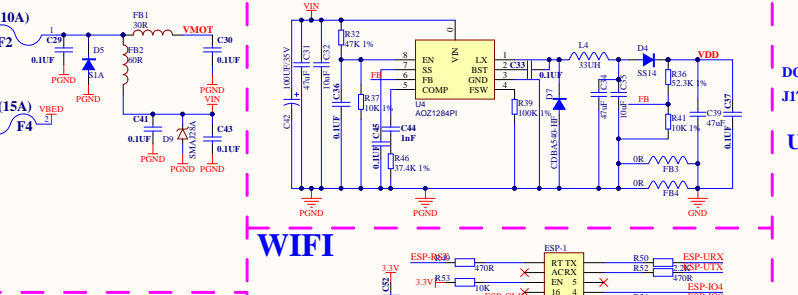 10A)
F2
1
C29
0.1UF
PGND
D5
S1A
PGND
FB1
30R
FB2
60R
VMOT
C30
0.1UF
PGND
VIN
(15A)
F4
VBED
2
C41
0.1UF
PGND
D9
SMAJ28A
PGND
C43
0.1UF
PGND
VIN
C42
100UF/35V
C31
47uF
C32
10uF
R32
47K 1%
C36
0.1UF
R37
10K 1%
FB
C45
0.1UF
C44
1nF
R46
37.4K 1%
PGND
PGND
0
VIN
8
EN
LX
1
7
SS
BST
2
6
FB
GND
3
5
COMP
FSW
4
U4
AOZ1284PI
C33
0.1UF
R39
100K 1%
D7
CDBA540-HF
L4
33UH
C34
47uF
C35
10uF
D4
SS14
VDD
R36
52.3K 1%
FB
R41
10K 1%
C39
47uF
C37
0.1UF
0R
FB3
0R
FB4
GND
DO
J17
U
WIFI
ESP-1
RT TX
ACRX
EN 5
16 4
470R
3.3V
3.3V
R53
10K
C52
R50
ESP-URX
R52
ESP-UTX
470R
ESP-IO4